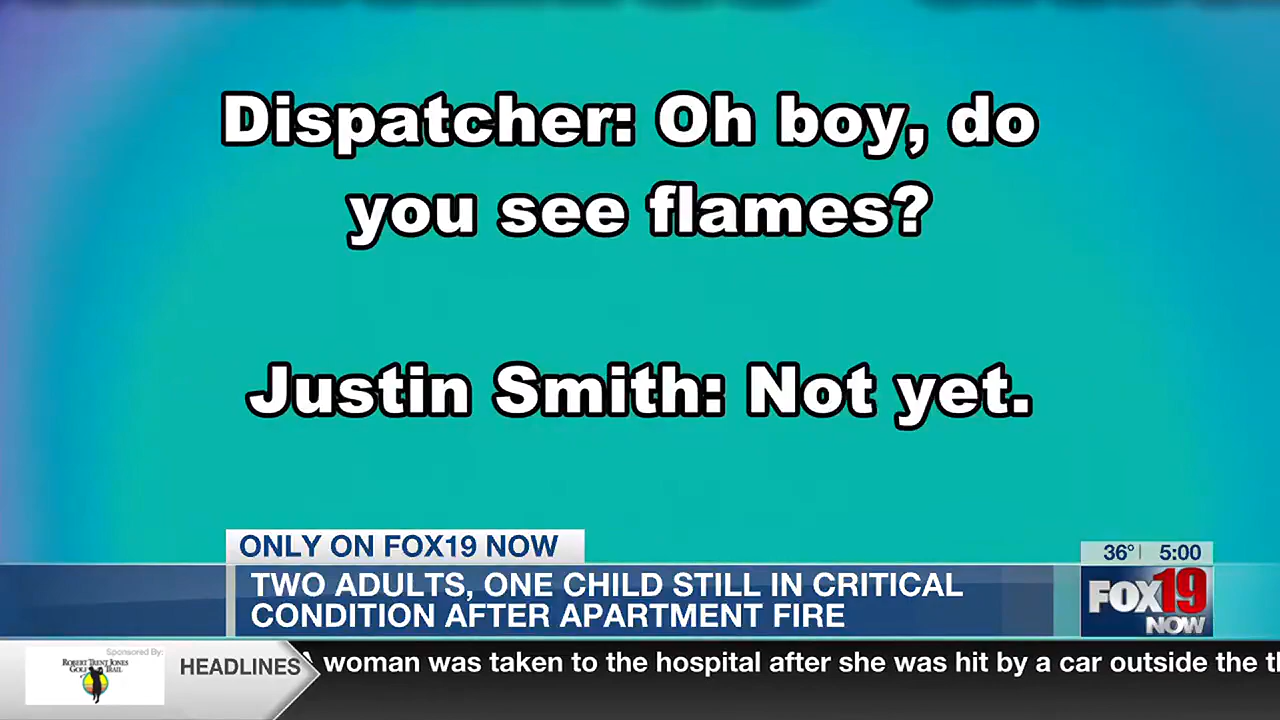 Dispatcher: Oh boy, do
you see flames?
Justin Smith: Not yet.
ONLY ON FOX19 NOW
TWO ADULTS, ONE CHILD STILL IN CRITICAL
CONDITION AFTER APARTMENT FIRE
36° 5:00
FOX19
NOW
Sponsored By:
ROBERT TRENT JONES
GOLF TRAIL
HEADLINES
A woman was taken to the hospital after she was hit by a car outside the t